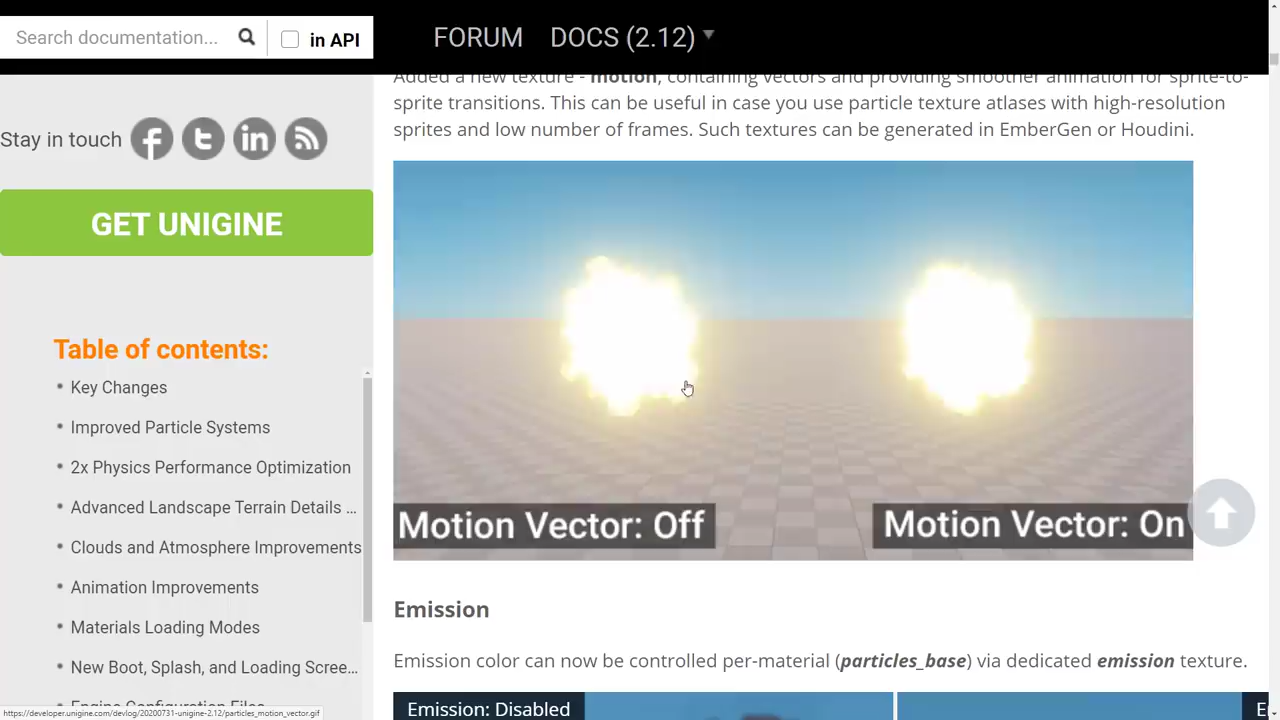 Search documentation...
in API
FORUM
DOCS (2.12)
Stay in touch
GET UNIGINE
Table of contents:
Key Changes
Improved Particle Systems
2x Physics Performance Optimization
Advanced Landscape Terrain Details ...
Clouds and Atmosphere Improvements
Animation Improvements
Materials Loading Modes
New Boot, Splash, and Loading Scree...
Engine Configuration Files
https://developer.unigine.com/devlog/20200731-unigine-2.12/particles_motion_vector.gif
Added a new texture - motion, containing vectors and providing smoother animation for sprite-to-
sprite transitions. This can be useful in case you use particle texture atlases with high-resolution
sprites and low number of frames. Such textures can be generated in EmberGen or Houdini.
Motion Vector: Off
Motion Vector: On
Emission
Emission color can now be controlled per-material (particles_base) via dedicated emission texture.
Emission: Disabled